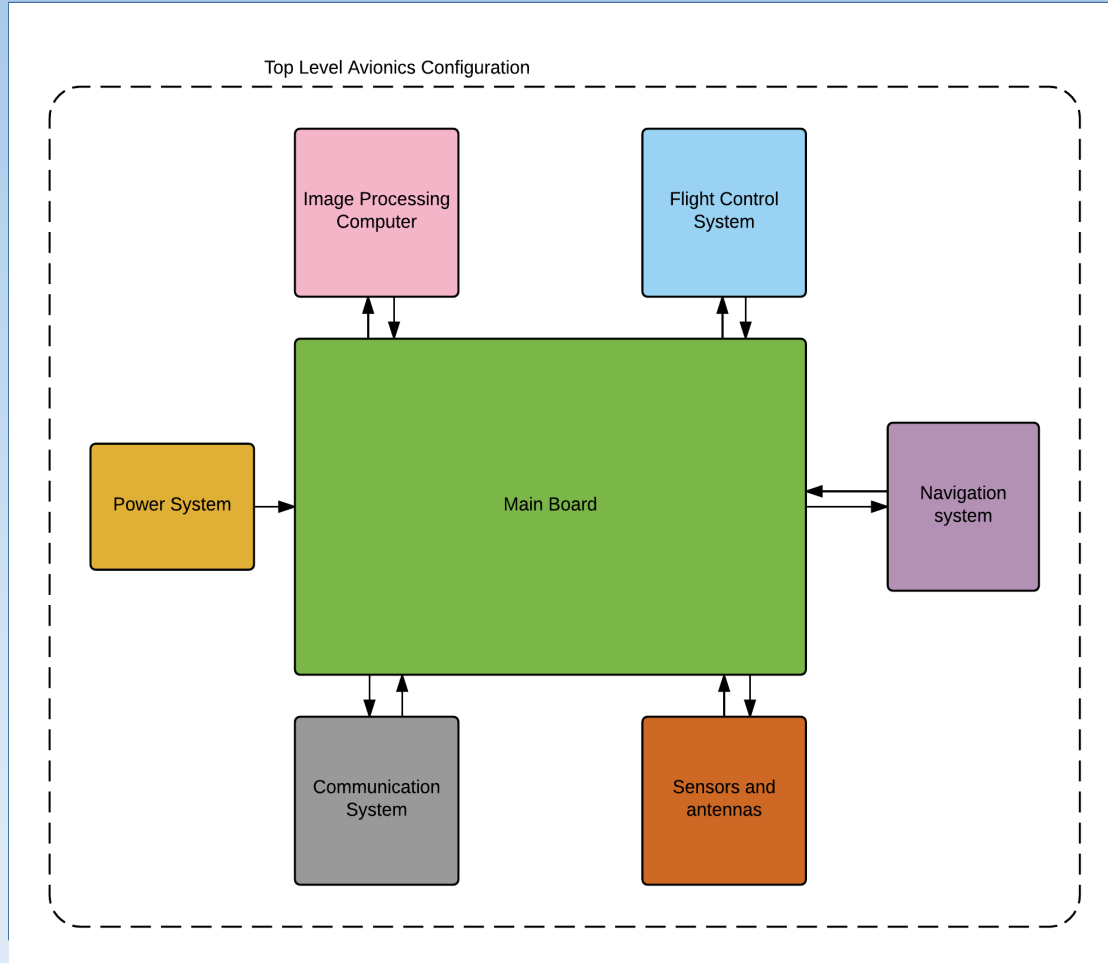 Top Level Avionics Configuration
Image Processing
Computer
Flight Control
System
Power System
Main Board
Navigation
system
Communication
System
Sensors and
antennas